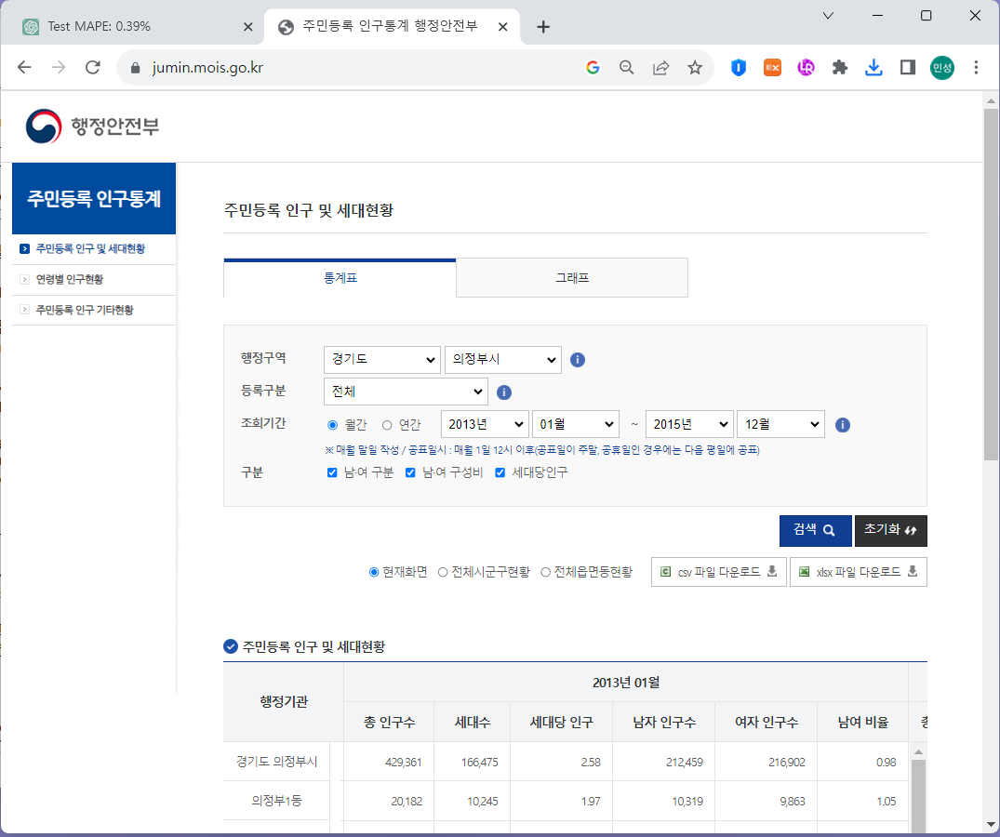 Test MAPE: 0.39%
주민등록 인구통계 행정안전부
jumin.mois.go.kr
EX
LR
민성
행정안전부
주민등록 인구통계
주민등록 인구 및 세대현황
연령별 인구현황
주민등록 인구 기타현황
주민등록 인구 및 세대현황
통계표 그래프
행정구역 경기도 의정부시
등록구분 전체
조회기간 월간 연간 2013년 01월 ~ 2015년 12월
※ 매월 말일 작성 / 공표일시 : 매월 1일 12시 이후(공표일이 주말, 공휴일인 경우에는 다음 평일에 공표)
구분 남·여 구분 남·여 구성비 세대당인구
검색 초기화
현재화면 전체시군구현황 전체읍면동현황 csv 파일 다운로드 xlsx 파일 다운로드
주민등록 인구 및 세대현황
행정기관 2013년 01월
총 인구수 세대수 세대당 인구 남자 인구수 여자 인구수 남여 비율
경기도 의정부시 429,361 166,475 2.58 212,459 216,902 0.98
의정부1동 20,182 10,245 1.97 10,319 9,863 1.05